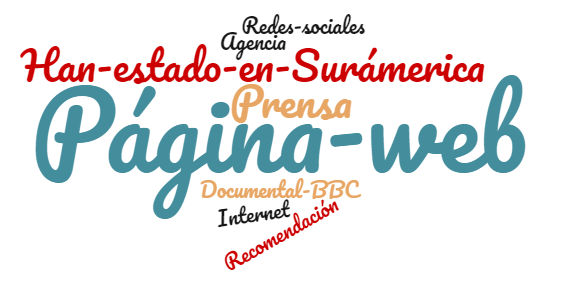 Redes-sociales
Agencia
Han-estado-en-Surámerica
Prensa
Página-web
Documental-BBC
Internet
Recomendación